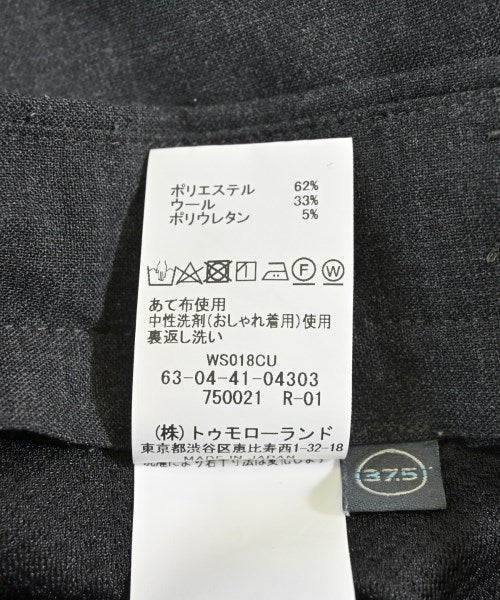 ポリエステル 62%
ウール 33%
ポリウレタン 5%
F W
あて布使用
中性洗剤(おしゃれ着用)使用
裏返し洗い
WS018CU
63-04-41-04303
750021 R-01
(株)トゥモローランド
東京都渋谷区恵比寿西1-32-18
MADE IN JAPAN
37.5